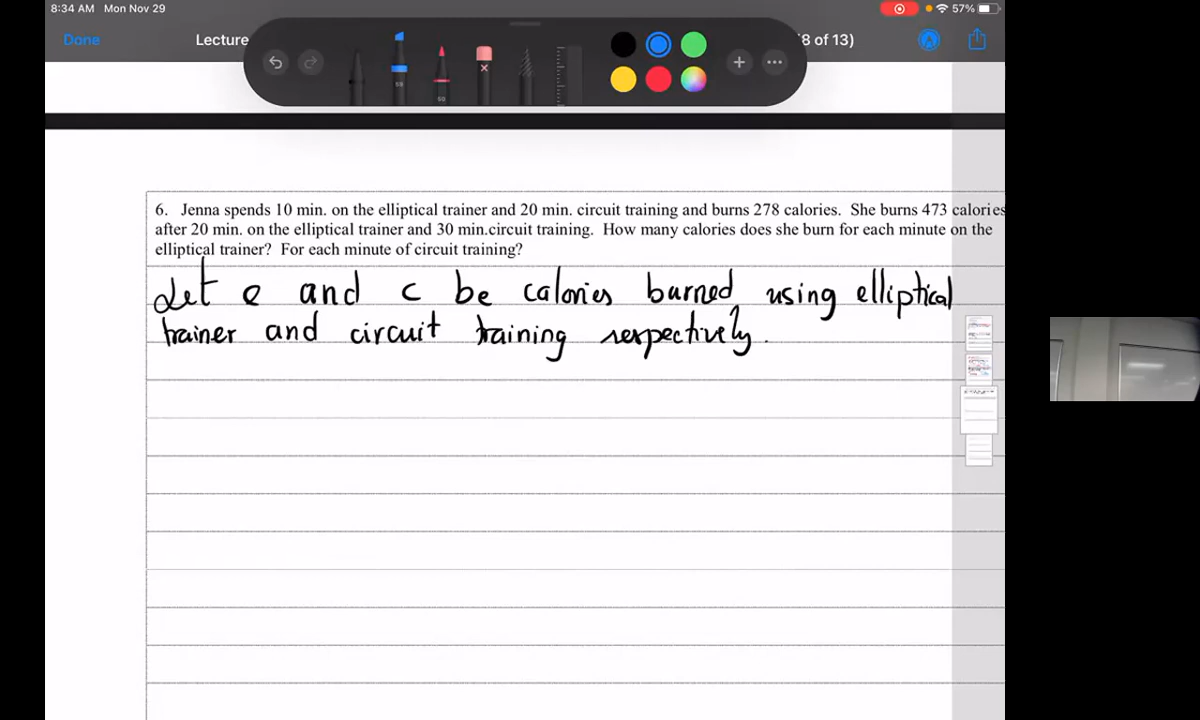 8:34 AM Mon Nov 29
57%
Done
Lecture
8 of 13)
50
50
6. Jenna spends 10 min. on the elliptical trainer and 20 min. circuit training and burns 278 calories. She burns 473 calories
after 20 min. on the elliptical trainer and 30 min.circuit training. How many calories does she burn for each minute on the
elliptical trainer? For each minute of circuit training?
Let e and c be calories burned using elliptical
trainer and circuit training respectively.